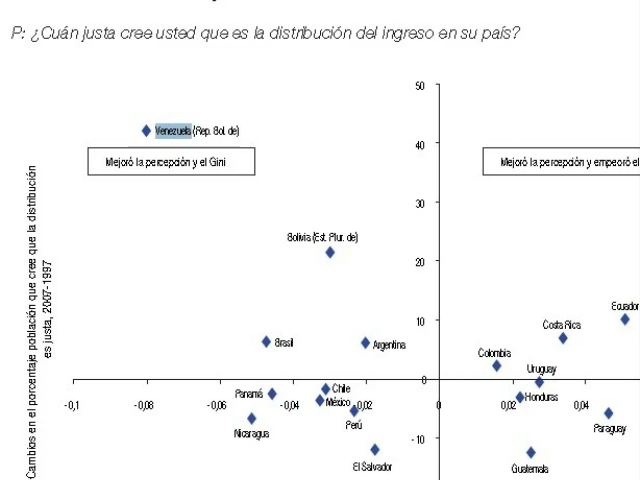 P: ¿Cuán justa cree usted que es la distribución del ingreso en su país?
50
Venezuela (Rep. Bol. de)
40
Mejoró la percepción y el Gini
Mejoró la percepción y empeoró el
30
Bolivia (Est. Plur. de)
20
Ecuador
10
Costa Rica
Brasil
Argentina
Colombia
Uruguay
0
Panamá
Chile
Honduras
México
-0,1
-0,08
-0,06
-0,04
-0,02
0
0,02
0,04
Nicaragua
Perú
Paraguay
-10
El Salvador
Guatemala
Cambios en el porcentaje población que cree que la distribución
es justa, 2007-1997